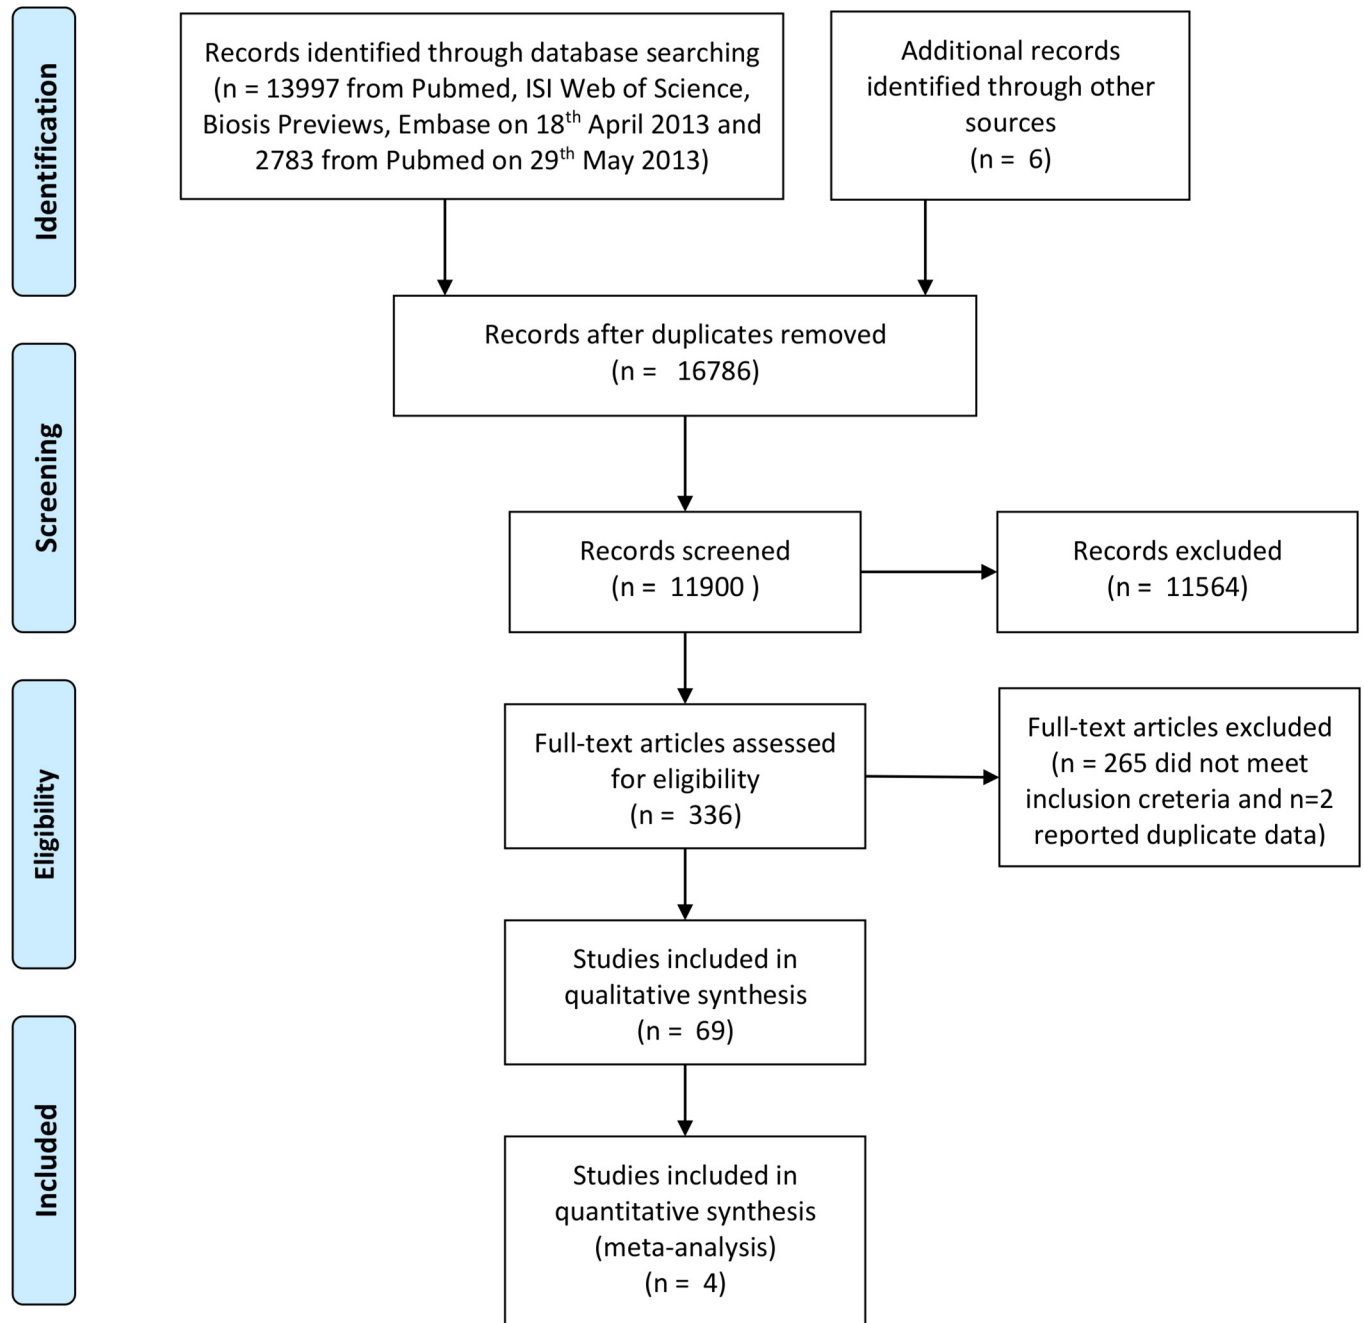 Identification
Records identified through database searching
(n = 13997 from Pubmed, ISI Web of Science,
Biosis Previews, Embase on 18th April 2013 and
2783 from Pubmed on 29th May 2013)
Additional records
identified through other
sources
(n = 6)
Records after duplicates removed
(n = 16786)
Screening
Records screened
(n = 11900 )
Records excluded
(n = 11564)
Eligibility
Full-text articles assessed
for eligibility
(n = 336)
Full-text articles excluded
(n = 265 did not meet
inclusion creteria and n=2
reported duplicate data)
Studies included in
qualitative synthesis
(n = 69)
Included
Studies included in
quantitative synthesis
(meta-analysis)
(n = 4)